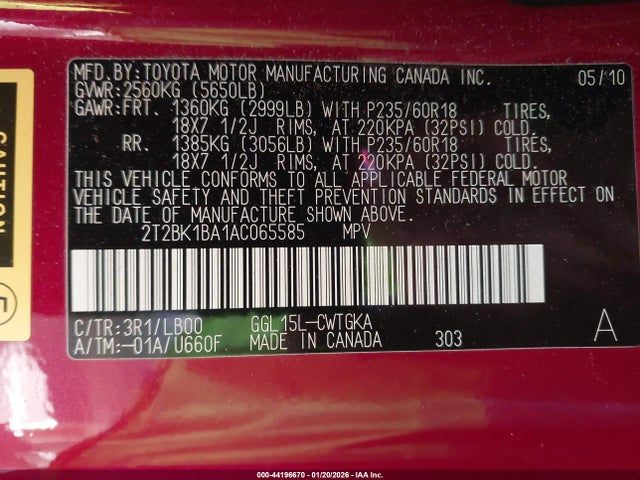 MFD.BY:TOYOTA MOTOR MANUFACTURING CANADA INC. 05/10
GVWR:2560KG (5650LB)
GAWR:FRT. 1360KG (2999LB) WITH P235/60R18 TIRES,
18X7 1/2J RIMS, AT 220KPA (32PSI) COLD.
RR. 1385KG (3056LB) WITH P235/60R18 TIRES,
18X7 1/2J RIMS, AT 220KPA (32PSI) COLD.
THIS VEHICLE CONFORMS TO ALL APPLICABLE FEDERAL MOTOR
VEHICLE SAFETY AND THEFT PREVENTION STANDARDS IN EFFECT ON
THE DATE OF MANUFACTURE SHOWN ABOVE.
2T2BK1BA1AC065585 MPV
C/TR:3R1/LB00 GGL15L-CWTGKA A
A/TM:-01A/U660F MADE IN CANADA 303
CAUTION
000-44196670 - 01/20/2026 - IAA Inc.